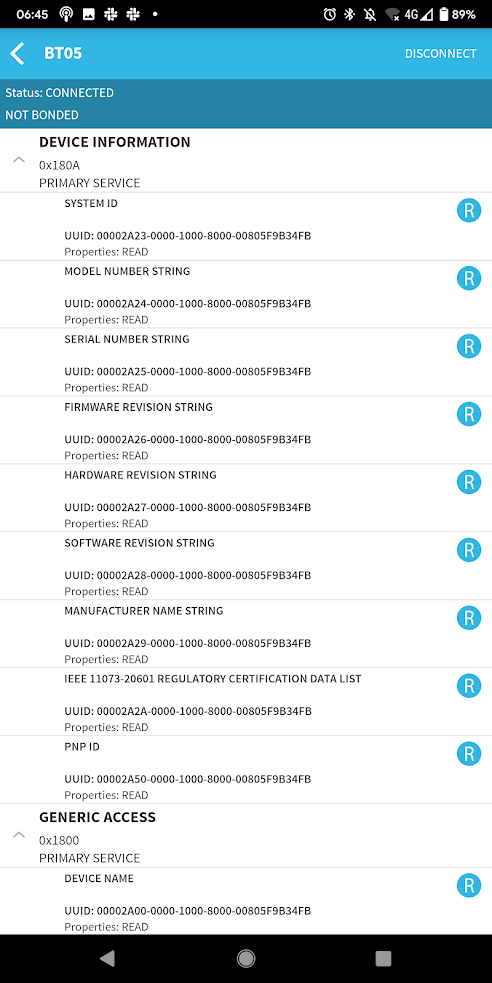 06:45
4G
89%
BT05
DISCONNECT
Status: CONNECTED
NOT BONDED
DEVICE INFORMATION
0x180A
PRIMARY SERVICE
SYSTEM ID
R
UUID: 00002A23-0000-1000-8000-00805F9B34FB
Properties: READ
MODEL NUMBER STRING
R
UUID: 00002A24-0000-1000-8000-00805F9B34FB
Properties: READ
SERIAL NUMBER STRING
R
UUID: 00002A25-0000-1000-8000-00805F9B34FB
Properties: READ
FIRMWARE REVISION STRING
R
UUID: 00002A26-0000-1000-8000-00805F9B34FB
Properties: READ
HARDWARE REVISION STRING
R
UUID: 00002A27-0000-1000-8000-00805F9B34FB
Properties: READ
SOFTWARE REVISION STRING
R
UUID: 00002A28-0000-1000-8000-00805F9B34FB
Properties: READ
MANUFACTURER NAME STRING
R
UUID: 00002A29-0000-1000-8000-00805F9B34FB
Properties: READ
IEEE 11073-20601 REGULATORY CERTIFICATION DATA LIST
R
UUID: 00002A2A-0000-1000-8000-00805F9B34FB
Properties: READ
PNP ID
R
UUID: 00002A50-0000-1000-8000-00805F9B34FB
Properties: READ
GENERIC ACCESS
0x1800
PRIMARY SERVICE
DEVICE NAME
R
UUID: 00002A00-0000-1000-8000-00805F9B34FB
Properties: READ